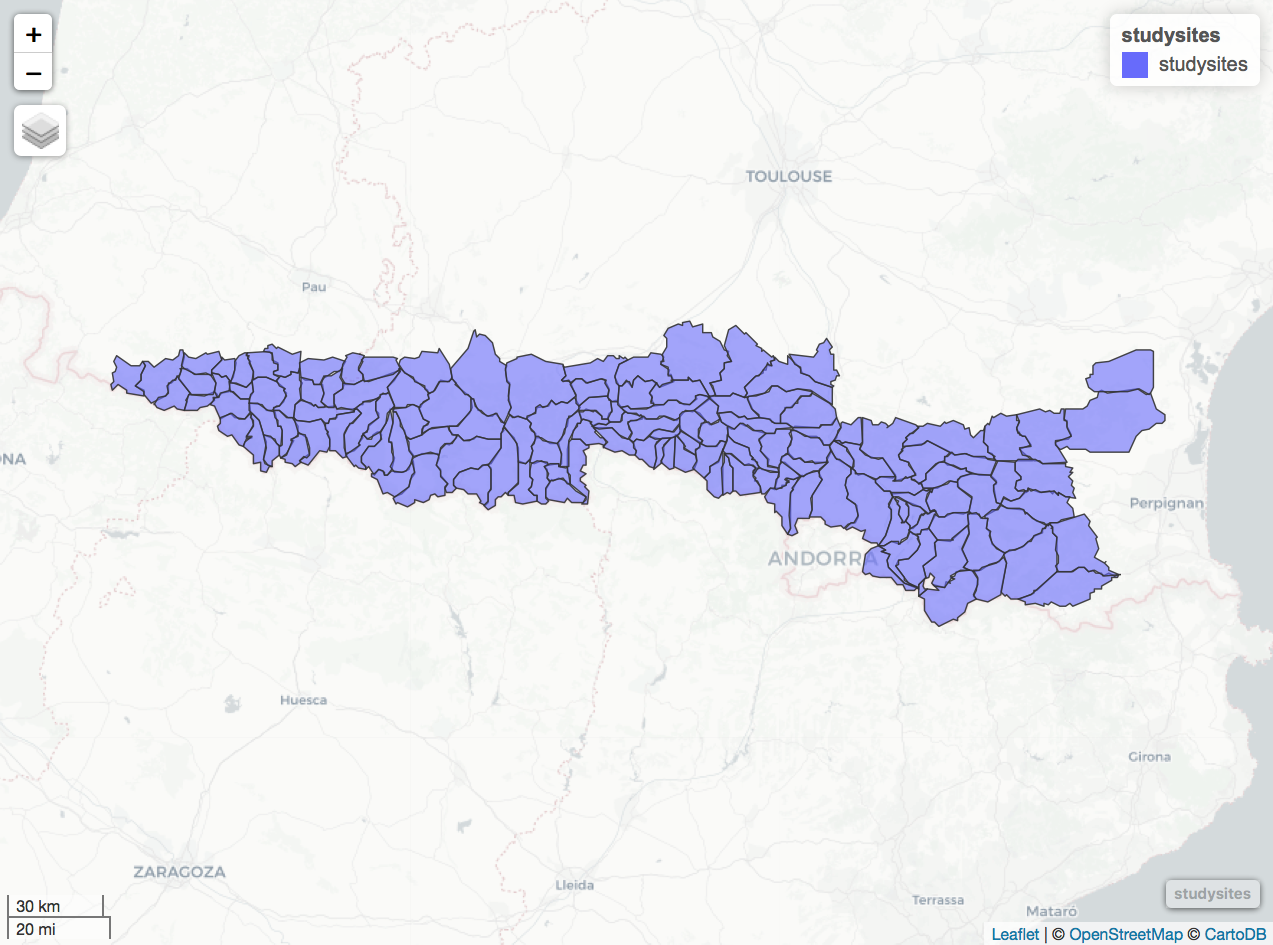 +
−
studysites
studysites
TOULOUSE
Pau
NA
Perpignan
ANDORRA
Huesca
Girona
ZARAGOZA
Lleida
Terrassa
Mataró
studysites
30 km
20 mi
Leaflet | © OpenStreetMap © CartoDB